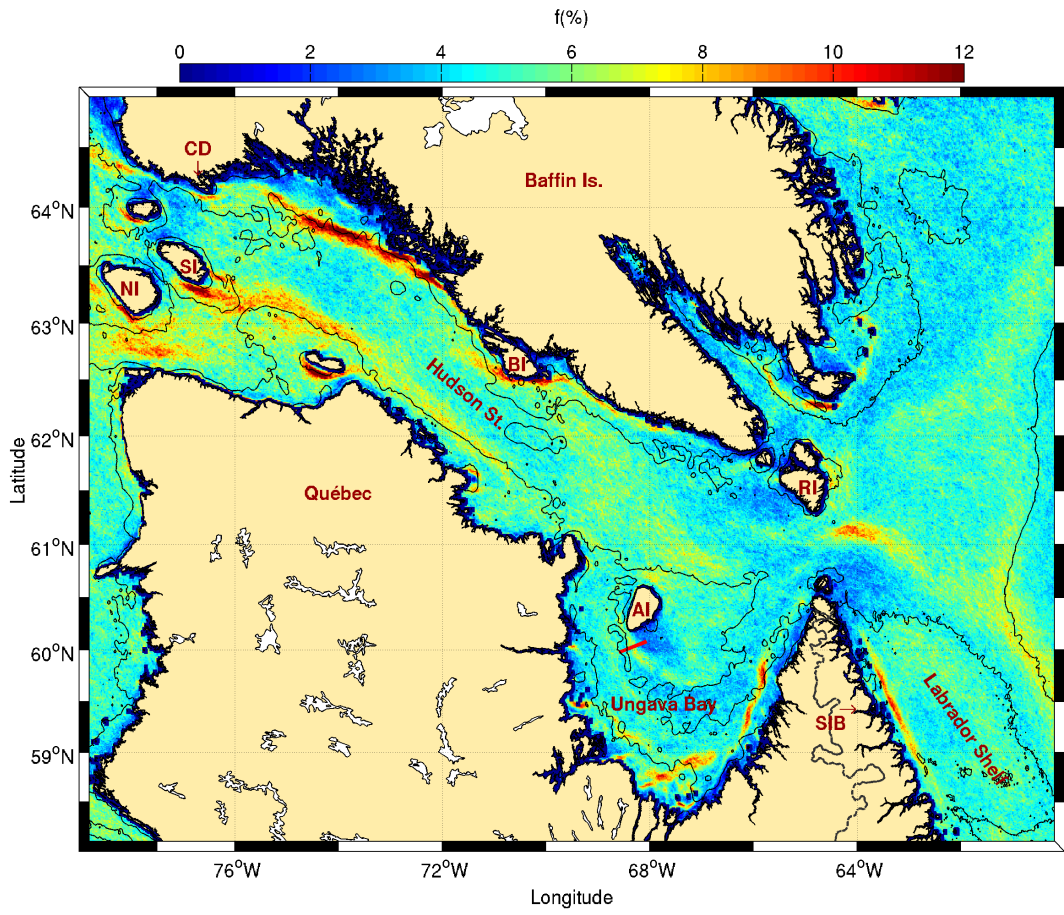 f(%)
0 2 4 6 8 10 12
CD
Baffin Is.
64°N
SI
NI
63°N
BI
Hudson St.
62°N
Latitude
RI
Québec
61°N
AI
60°N
Ungava Bay
SIB
Labrador Shelf
59°N
76°W 72°W 68°W 64°W
Longitude